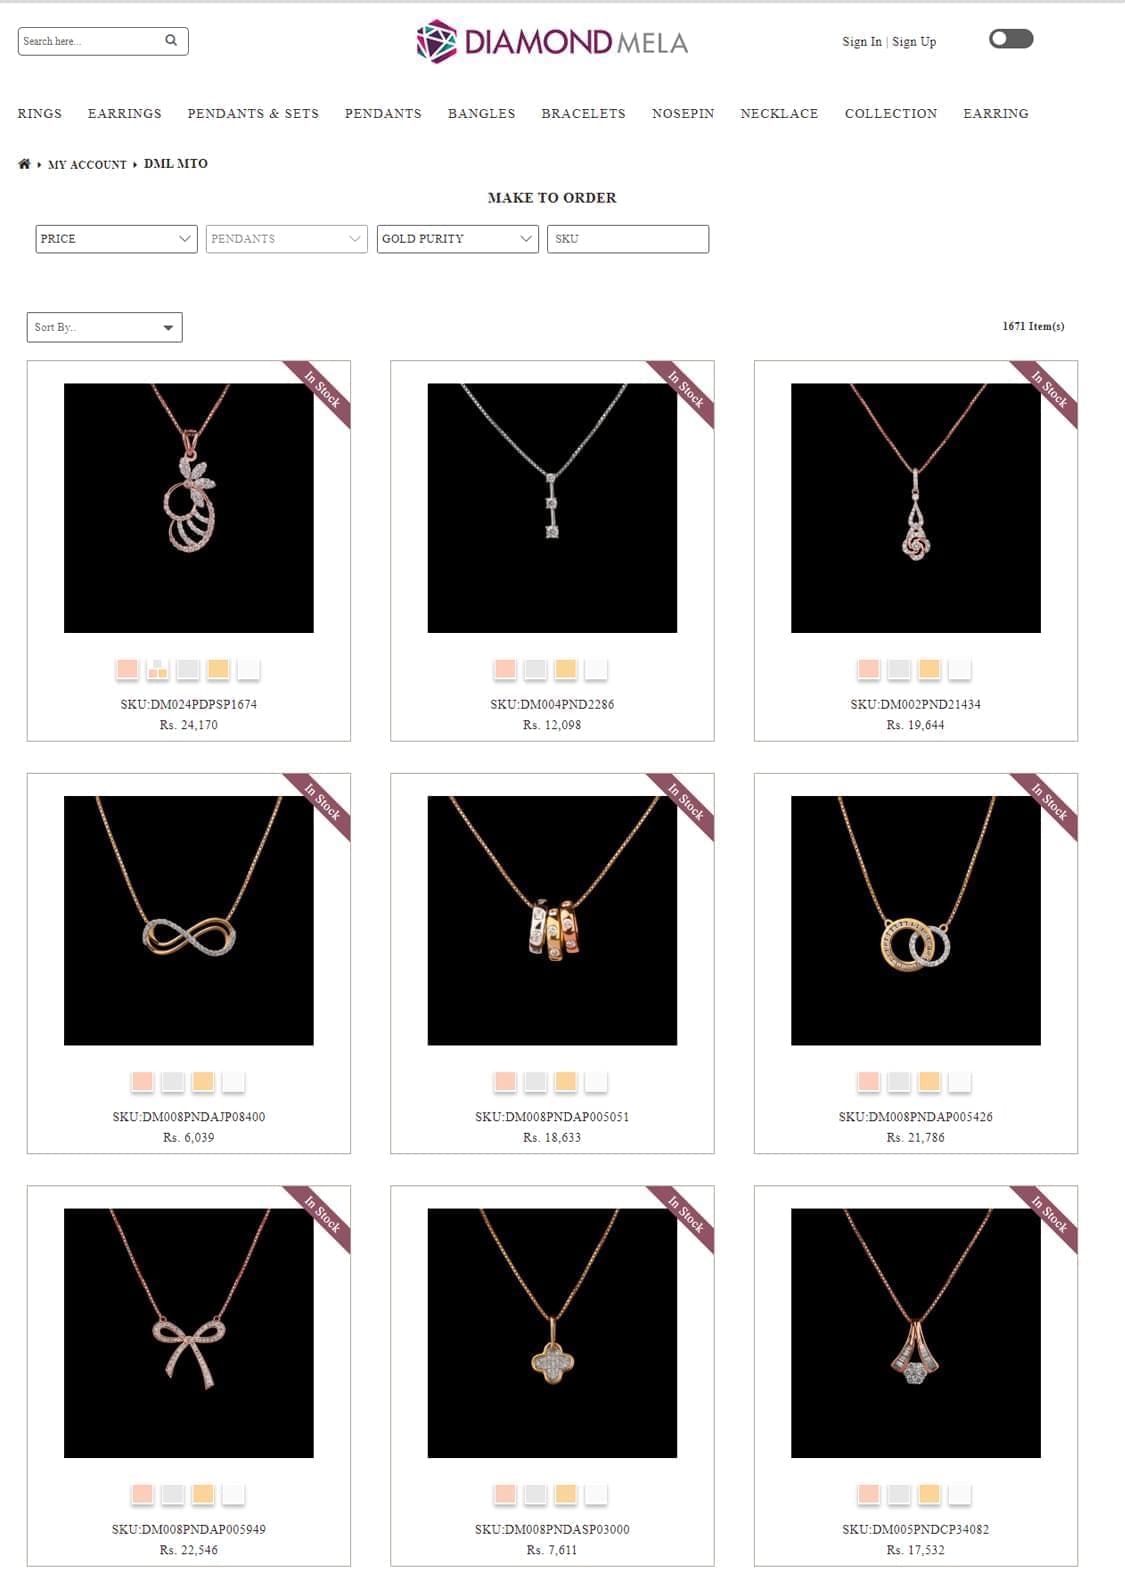 Search here...
DIAMOND MELA
Sign In | Sign Up
RINGS EARRINGS PENDANTS & SETS PENDANTS BANGLES BRACELETS NOSEPIN NECKLACE COLLECTION EARRING
MY ACCOUNT DML MTO
MAKE TO ORDER
PRICE PENDANTS GOLD PURITY SKU
Sort By.. 1671 Item(s)
In Stock In Stock In Stock
SKU:DM024PDPSP1674 SKU:DM004PND2286 SKU:DM002PND21434
Rs. 24,170 Rs. 12,098 Rs. 19,644
In Stock In Stock In Stock
SKU:DM008PNDAJP08400 SKU:DM008PNDAP005051 SKU:DM008PNDAP005426
Rs. 6,039 Rs. 18,633 Rs. 21,786
In Stock In Stock In Stock
SKU:DM008PNDAP005949 SKU:DM008PNDASP03000 SKU:DM005PNDCP34082
Rs. 22,546 Rs. 7,611 Rs. 17,532